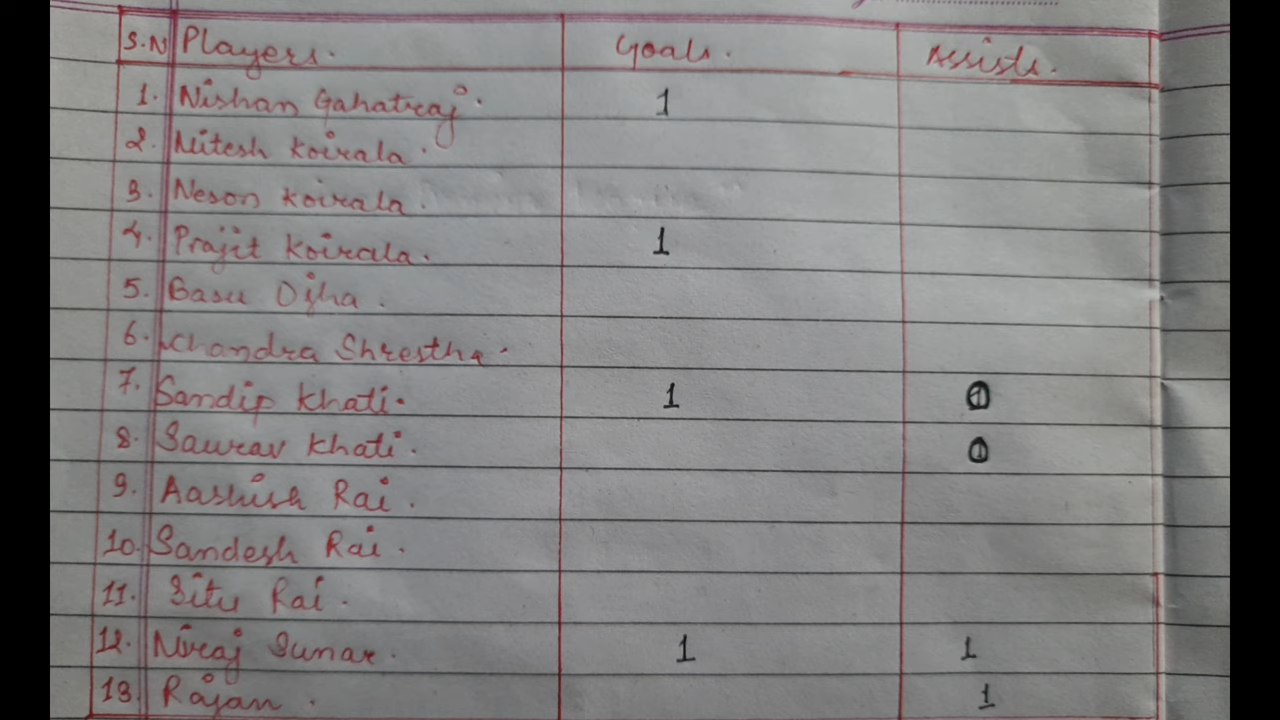 S.N Players. Goals. Assists.
1. Nishan Gahatraj. 1
2. Nitesh Koirala.
3. Neson Koirala.
4. Prajit Koirala. 1
5. Basu Ojha.
6. Chandra Shrestha.
7. Sandip Khati. 1 1
8. Saurav Khati. 1
9. Aashish Rai.
10. Sandesh Rai.
11. Situ Rai.
12. Niraj Sunar. 1 1
13. Rajan. 1